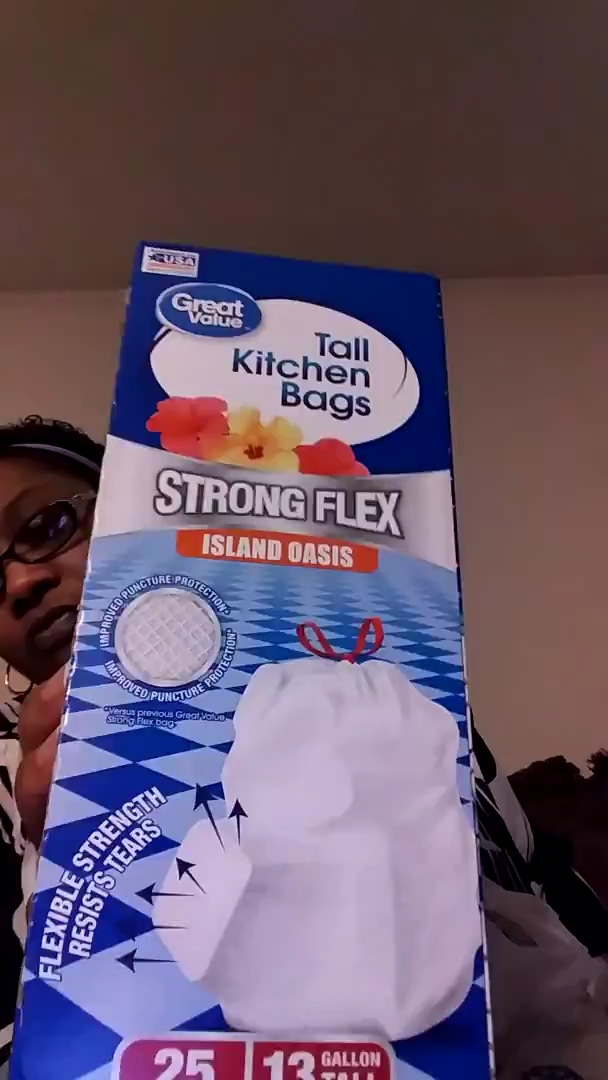 USA
Great
Value
Tall
Kitchen
Bags
STRONG FLEX
ISLAND OASIS
IMPROVED PUNCTURE PROTECTION*
IMPROVED PUNCTURE PROTECTION*
*Versus previous Great Value
Strong Flex bag
FLEXIBLE STRENGTH
RESISTS TEARS
25
13 GALLON
TALL